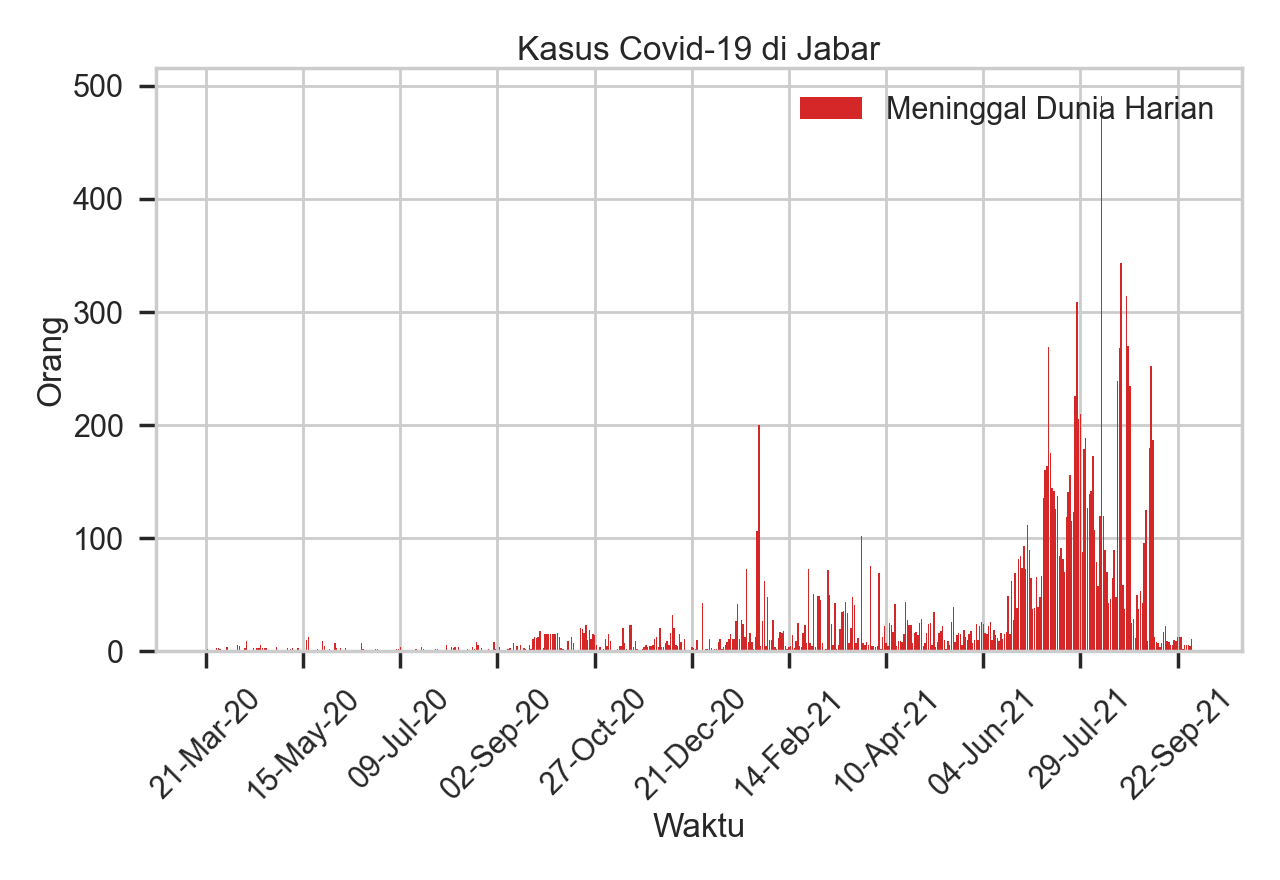 Kasus Covid-19 di Jabar
Meninggal Dunia Harian
Orang
500
400
300
200
100
0
21-Mar-20
15-May-20
09-Jul-20
02-Sep-20
27-Oct-20
21-Dec-20
14-Feb-21
10-Apr-21
04-Jun-21
29-Jul-21
22-Sep-21
Waktu